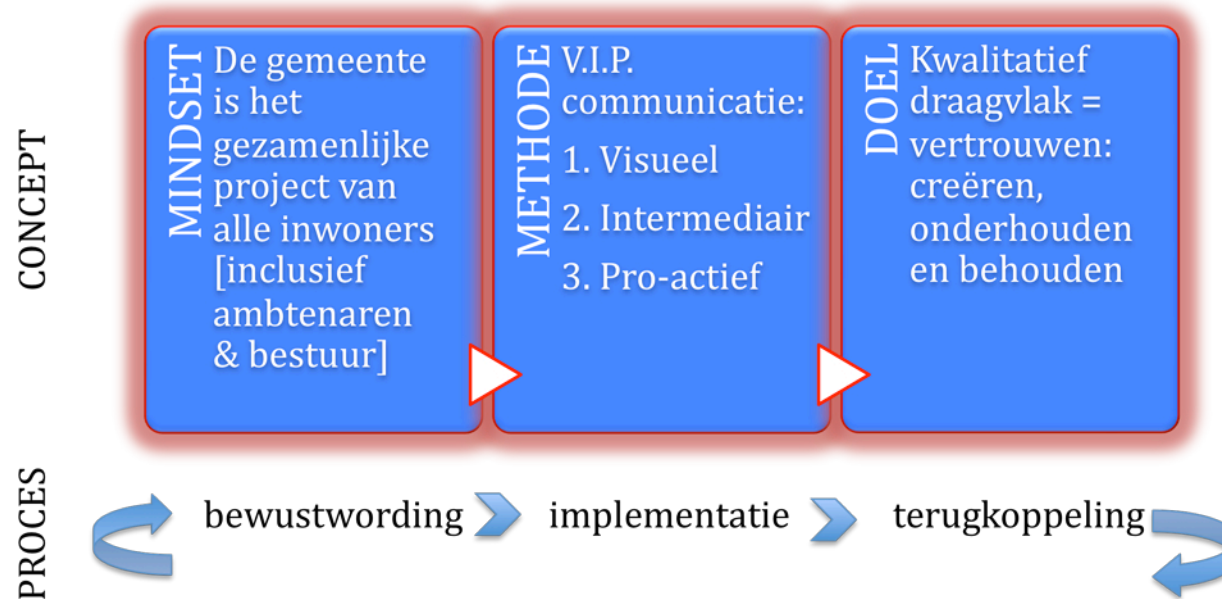 CONCEPT
MINDSET
De gemeente
is het
gezamenlijke
project van
alle inwoners
[inclusief
ambtenaren
& bestuur]
METHODE
V.I.P.
communicatie:
1. Visueel
2. Intermediair
3. Pro-actief
DOEL
Kwalitatief
draagvlak =
vertrouwen:
creëren,
onderhouden
en behouden
PROCES
bewustwording
implementatie
terugkoppeling